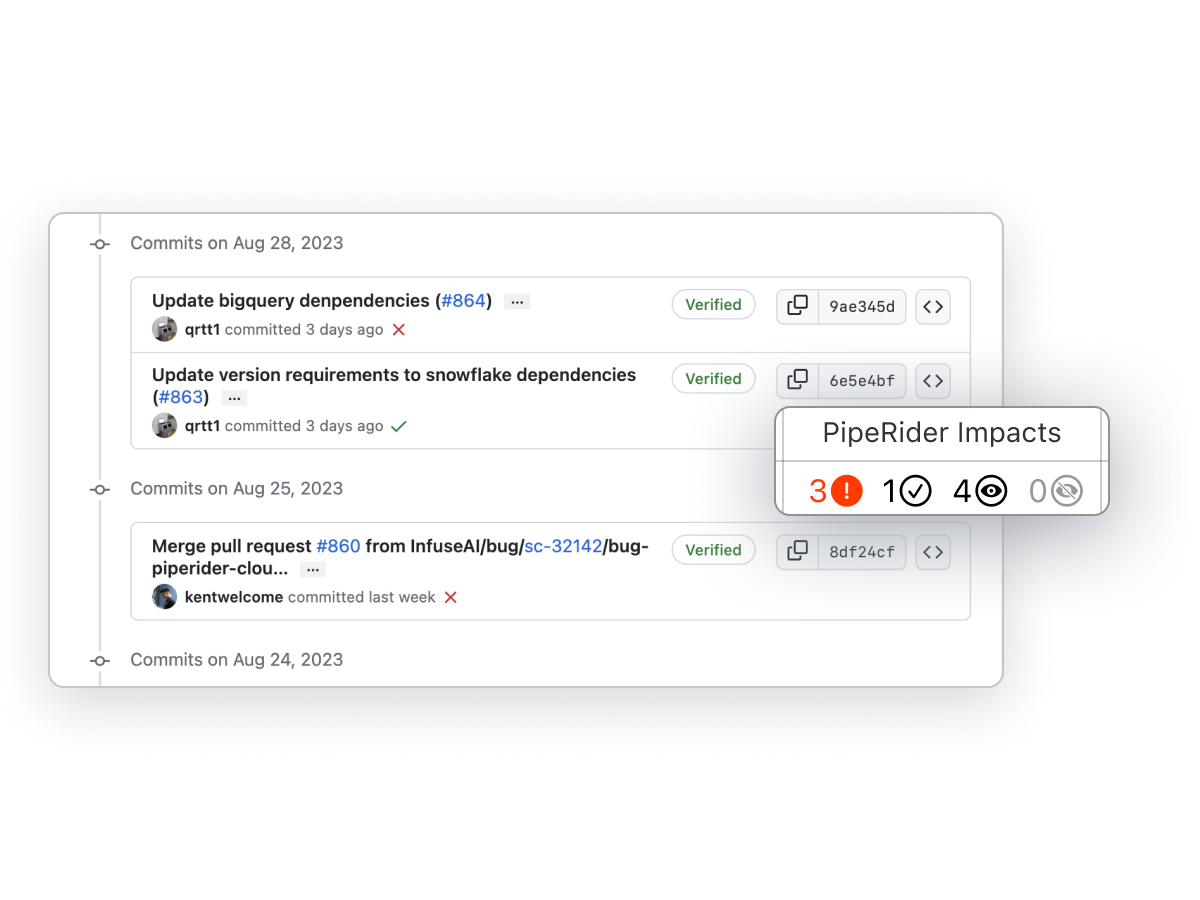 Commits on Aug 28, 2023
Update bigquery denpendencies (#864) ...
Verified
9ae345d
qrtt1 committed 3 days ago
Update version requirements to snowflake dependencies
(#863) ...
Verified
6e5e4bf
qrtt1 committed 3 days ago
PipeRider Impacts
3 ! 1 4 0
Commits on Aug 25, 2023
Merge pull request #860 from InfuseAI/bug/sc-32142/bug-
piperider-clou... ...
Verified
8df24cf
kentwelcome committed last week
Commits on Aug 24, 2023